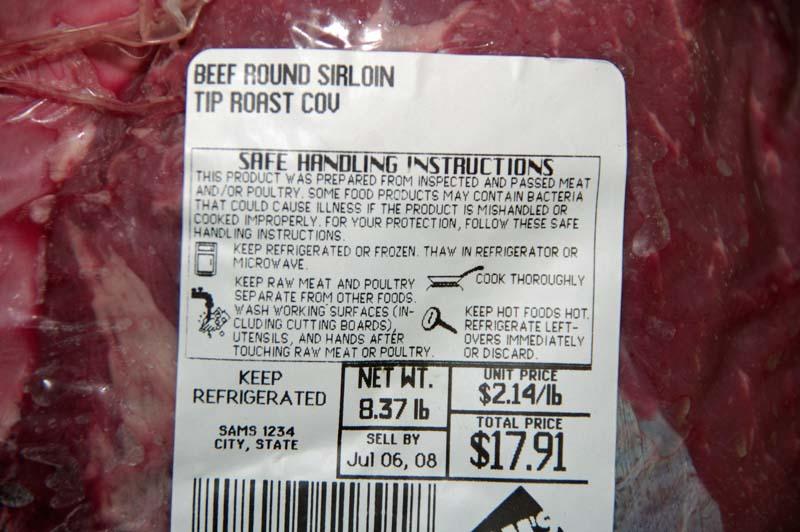 BEEF ROUND SIRLOIN
TIP ROAST COV
SAFE HANDLING INSTRUCTIONS
THIS PRODUCT WAS PREPARED FROM INSPECTED AND PASSED MEAT
AND/OR POULTRY. SOME FOOD PRODUCTS MAY CONTAIN BACTERIA
THAT COULD CAUSE ILLNESS IF THE PRODUCT IS MISHANDLED OR
COOKED IMPROPERLY. FOR YOUR PROTECTION, FOLLOW THESE SAFE
HANDLING INSTRUCTIONS.
KEEP REFRIGERATED OR FROZEN. THAW IN REFRIGERATOR OR
MICROWAVE.
KEEP RAW MEAT AND POULTRY
SEPARATE FROM OTHER FOODS.
WASH WORKING SURFACES (IN-
CLUDING CUTTING BOARDS),
UTENSILS, AND HANDS AFTER
TOUCHING RAW MEAT OR POULTRY.
COOK THOROUGHLY
KEEP HOT FOODS HOT.
REFRIGERATE LEFT-
OVERS IMMEDIATELY
OR DISCARD.
KEEP
REFRIGERATED
SAMS 1234
CITY, STATE
NET WT.
8.37 lb
SELL BY
Jul 06, 08
UNIT PRICE
$2.14/lb
TOTAL PRICE
$17.91